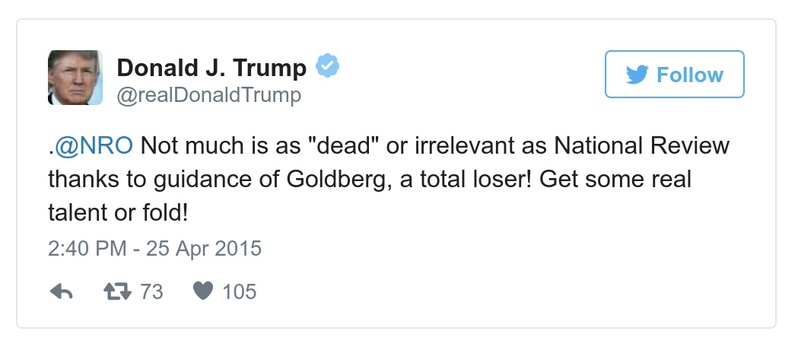 Donald J. Trump
@realDonaldTrump
Follow
.@NRO Not much is as "dead" or irrelevant as National Review
thanks to guidance of Goldberg, a total loser! Get some real
talent or fold!
2:40 PM - 25 Apr 2015
73 105